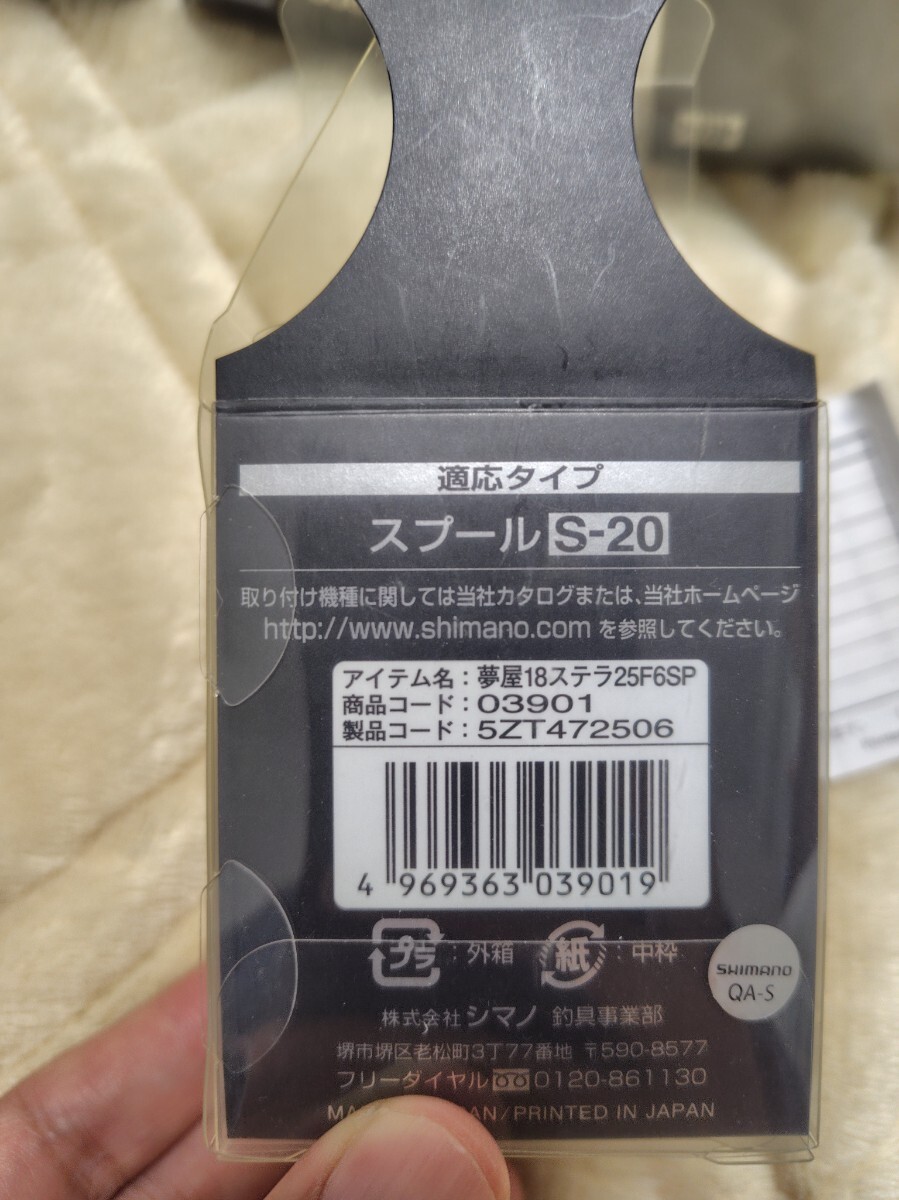 適応タイプ
スプール S-20
取り付け機種に関しては当社カタログまたは、当社ホームページ
http://www.shimano.com を参照してください。
アイテム名：夢屋18ステラ25F6SP
商品コード：03901
製品コード：5ZT472506
4 969363 039019
プラ：外箱 紙：中枠
SHIMANO
QA-S
株式会社 シマノ 釣具事業部
堺市堺区老松町3丁77番地 〒590-8577
フリーダイヤル 0120-861130
PRINTED IN JAPAN